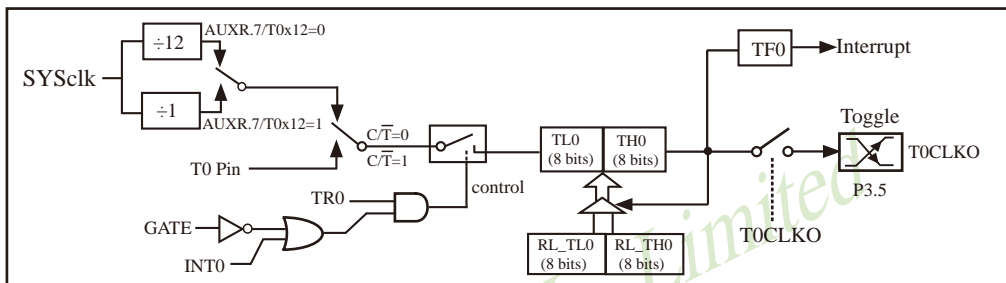 AUXR.7/T0x12=0
÷12
SYSclk
÷1
AUXR.7/T0x12=1
T0 Pin
C/T̅=0
C/T̅=1
TR0
control
GATE
INT0
TL0
(8 bits)
TH0
(8 bits)
RL_TL0
(8 bits)
RL_TH0
(8 bits)
TF0
Interrupt
Toggle
T0CLKO
P3.5
T0CLKO
Limited